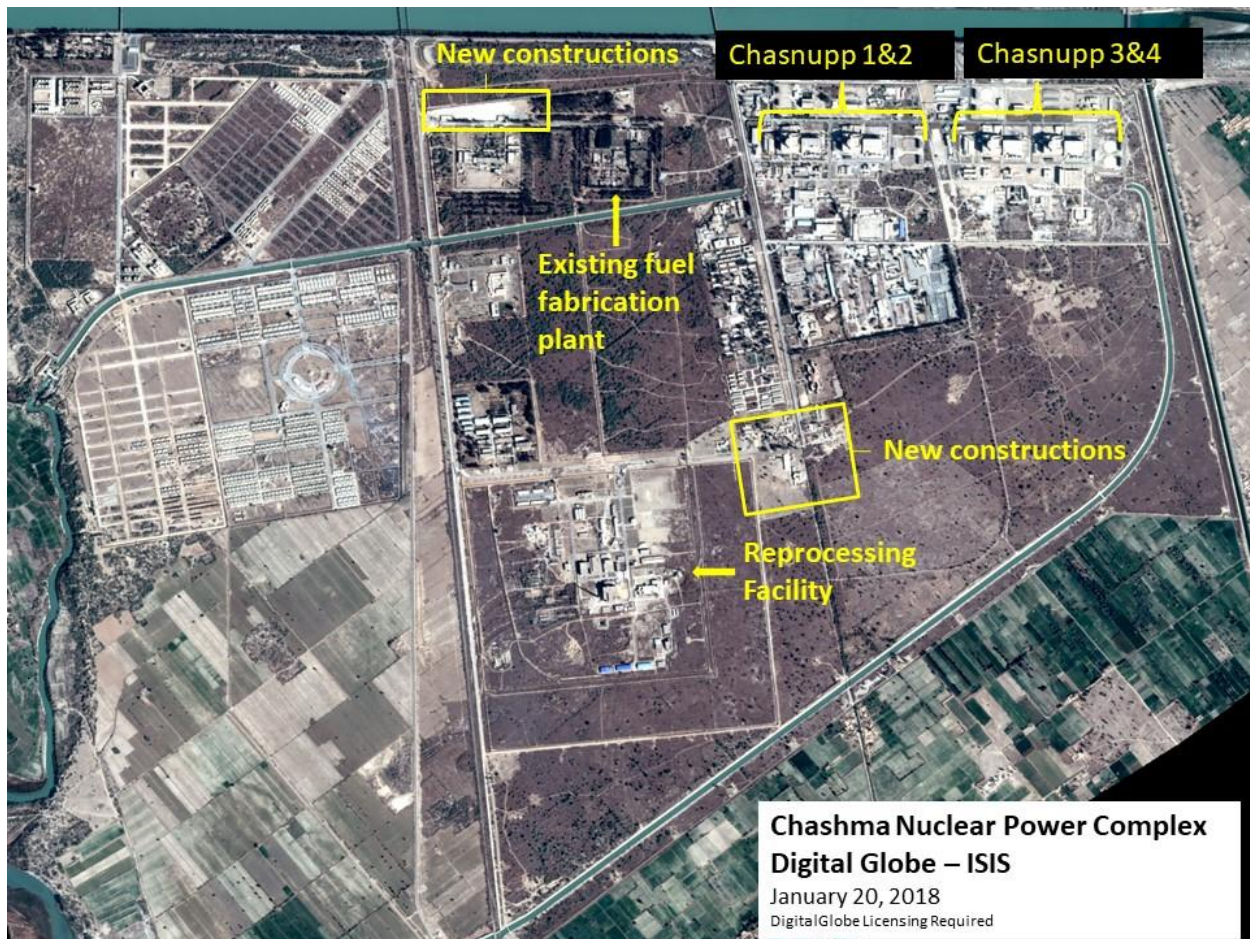 New constructions
Chasnupp 1&2
Chasnupp 3&4
Existing fuel
fabrication
plant
New constructions
Reprocessing
Facility
Chashma Nuclear Power Complex
Digital Globe – ISIS
January 20, 2018
DigitalGlobe Licensing Required